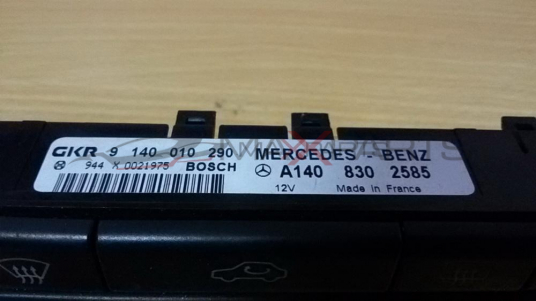 GKR 9 140 010 290 MERCEDES - BENZ
944 X 0021975 BOSCH A140 830 2585
12V Made in France